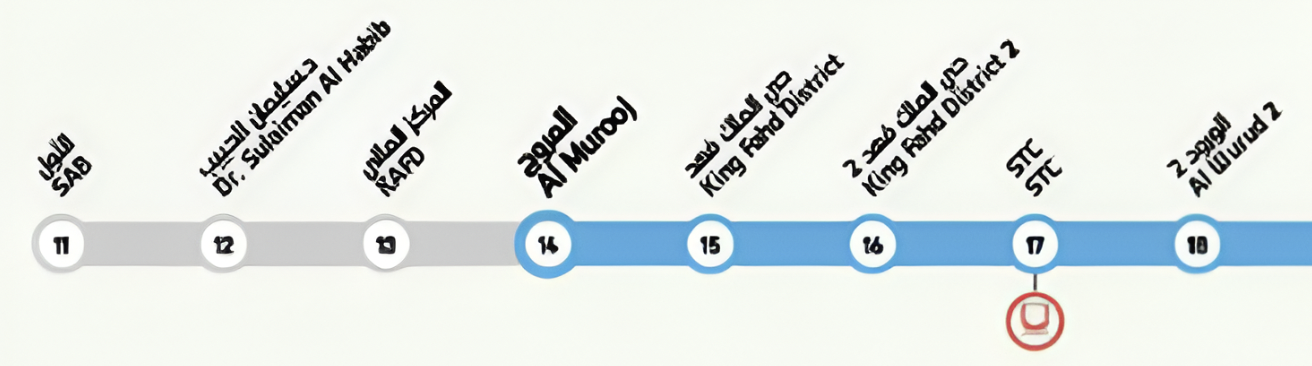 الأول
SAB
د. سليمان الحبيب
Dr. Sulaiman Al Habib
المركز المالي
KAFD
المروج
Al Murooj
حي الملك فهد
King Fahd District
حي الملك فهد 2
King Fahd District 2
STC
STC
الورود 2
Al Wurud 2
11
12
13
14
15
16
17
18